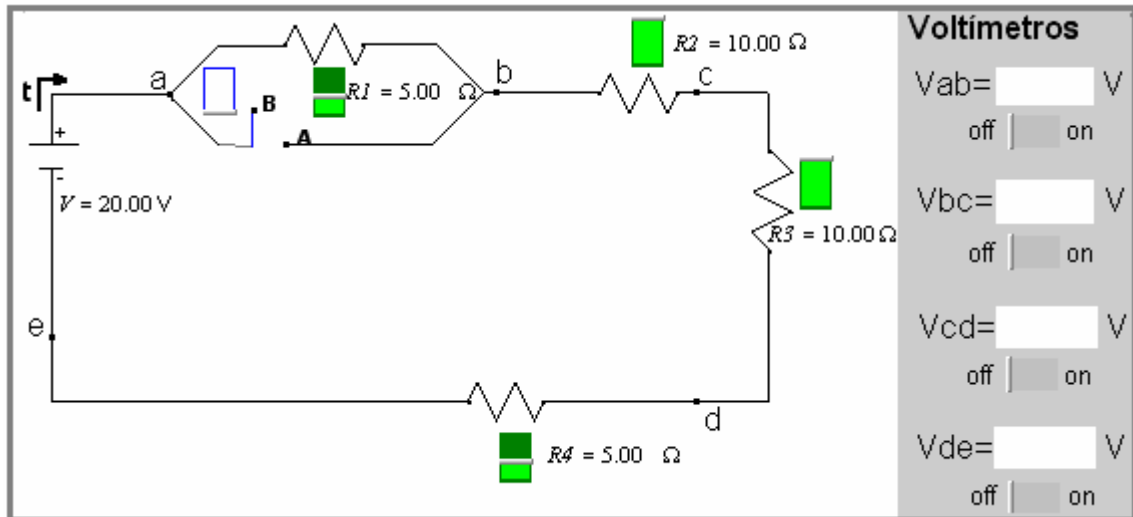 Voltímetros
R2 = 10.00 Ω
a
b
c
Vab= V
t
R1 = 5.00 Ω
B
off on
A
+
-
V = 20.00 V
Vbc= V
R3 = 10.00 Ω
off on
e
Vcd= V
off on
d
Vde= V
R4 = 5.00 Ω
off on